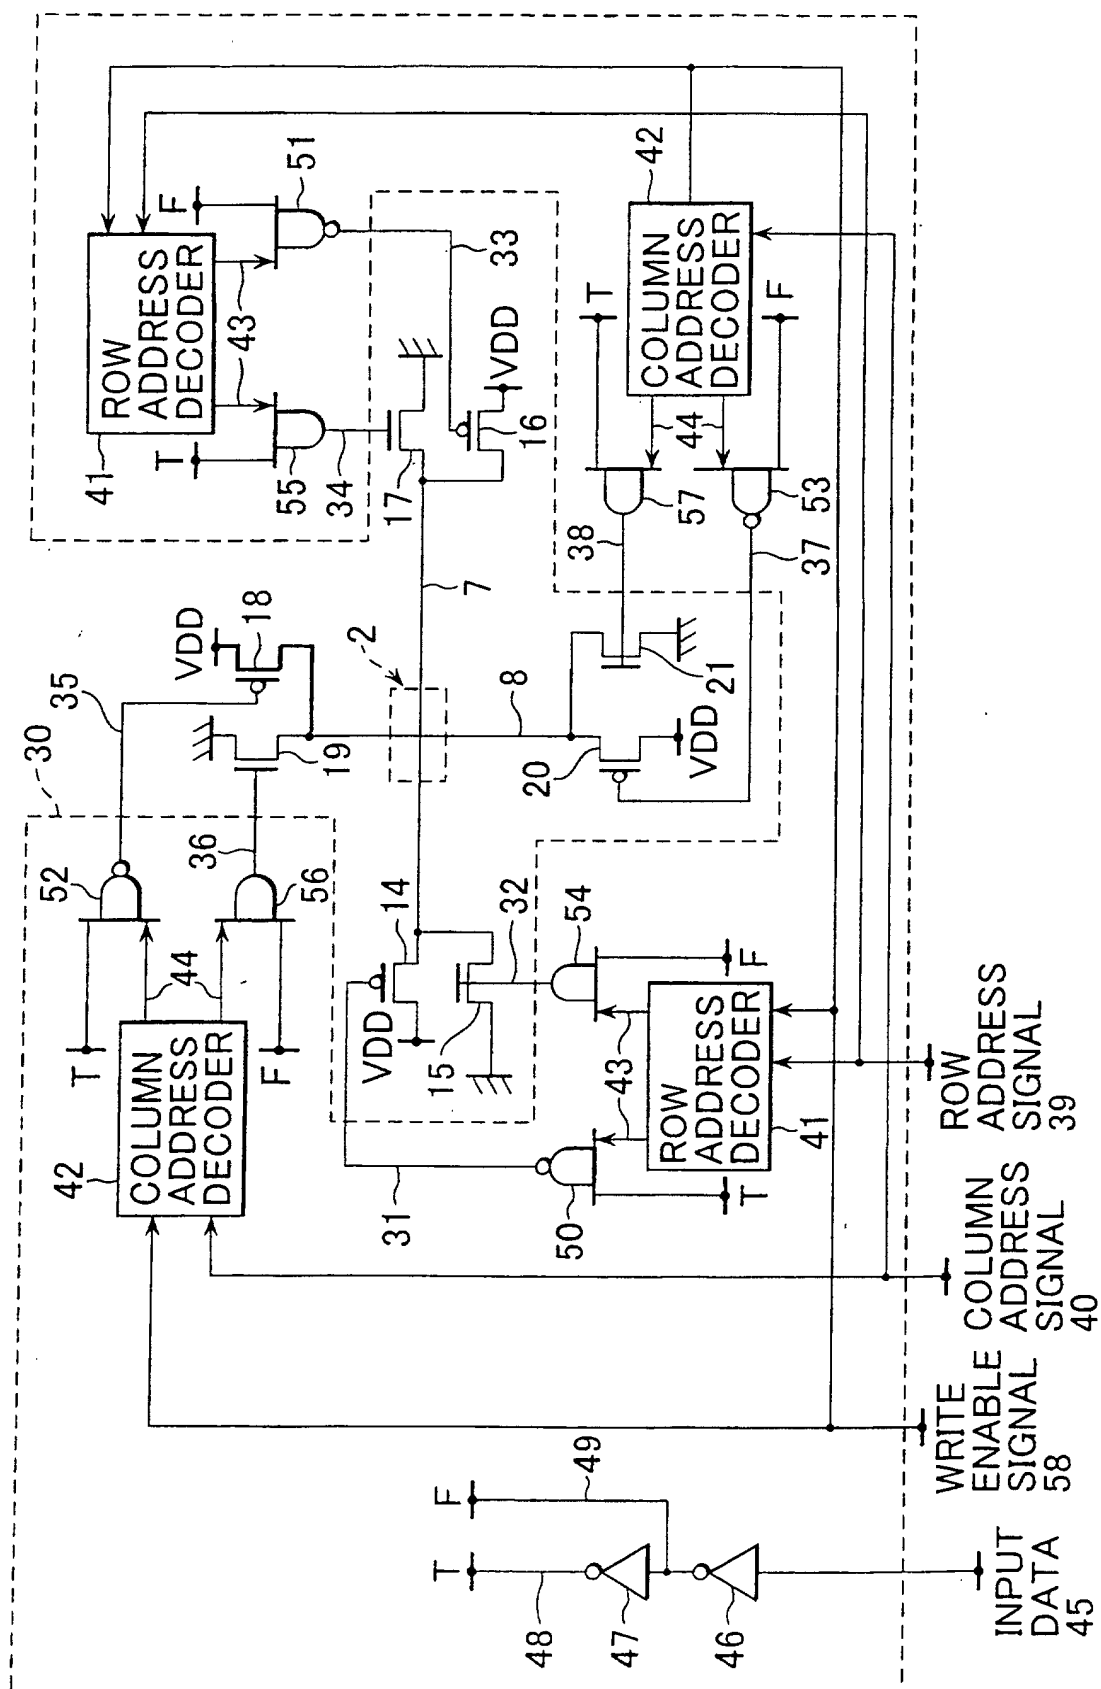 30
35
VDD
18
19
36
52
56
44
T
F
42
COLUMN
ADDRESS
DECODER
41
ROW
ADDRESS
DECODER
43
T
F
55
51
34
33
17
16
VDD
7
2
8
14
15
VDD
31
32
50
54
43
T
F
ROW
ADDRESS
DECODER
41
20
21
VDD
38
37
57
53
44
T
F
42
COLUMN
ADDRESS
DECODER
T
F
48
49
47
46
INPUT
DATA
45
WRITE
ENABLE
SIGNAL
58
COLUMN
ADDRESS
SIGNAL
40
ROW
ADDRESS
SIGNAL
39